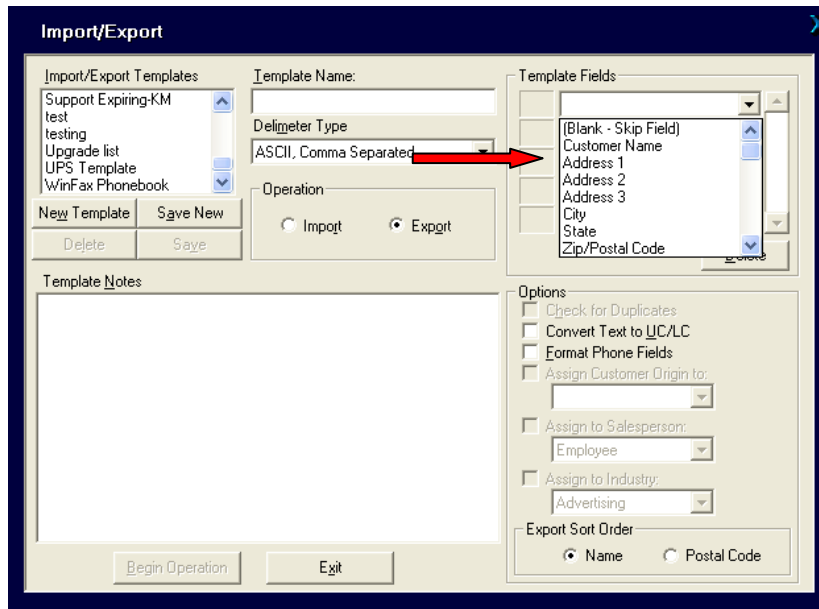 Import/Export
X
Import/Export Templates
Support Expiring-KM
test
testing
Upgrade list
UPS Template
WinFax Phonebook
New Template
Save New
Delete
Save
Template Name:
Delimeter Type
ASCII, Comma Separated
Operation
Import
Export
Template Fields
(Blank - Skip Field)
Customer Name
Address 1
Address 2
Address 3
City
State
Zip/Postal Code
Delete
Template Notes
Options
Check for Duplicates
Convert Text to UC/LC
Format Phone Fields
Assign Customer Origin to:
Assign to Salesperson:
Employee
Assign to Industry:
Advertising
Export Sort Order
Name
Postal Code
Begin Operation
Exit